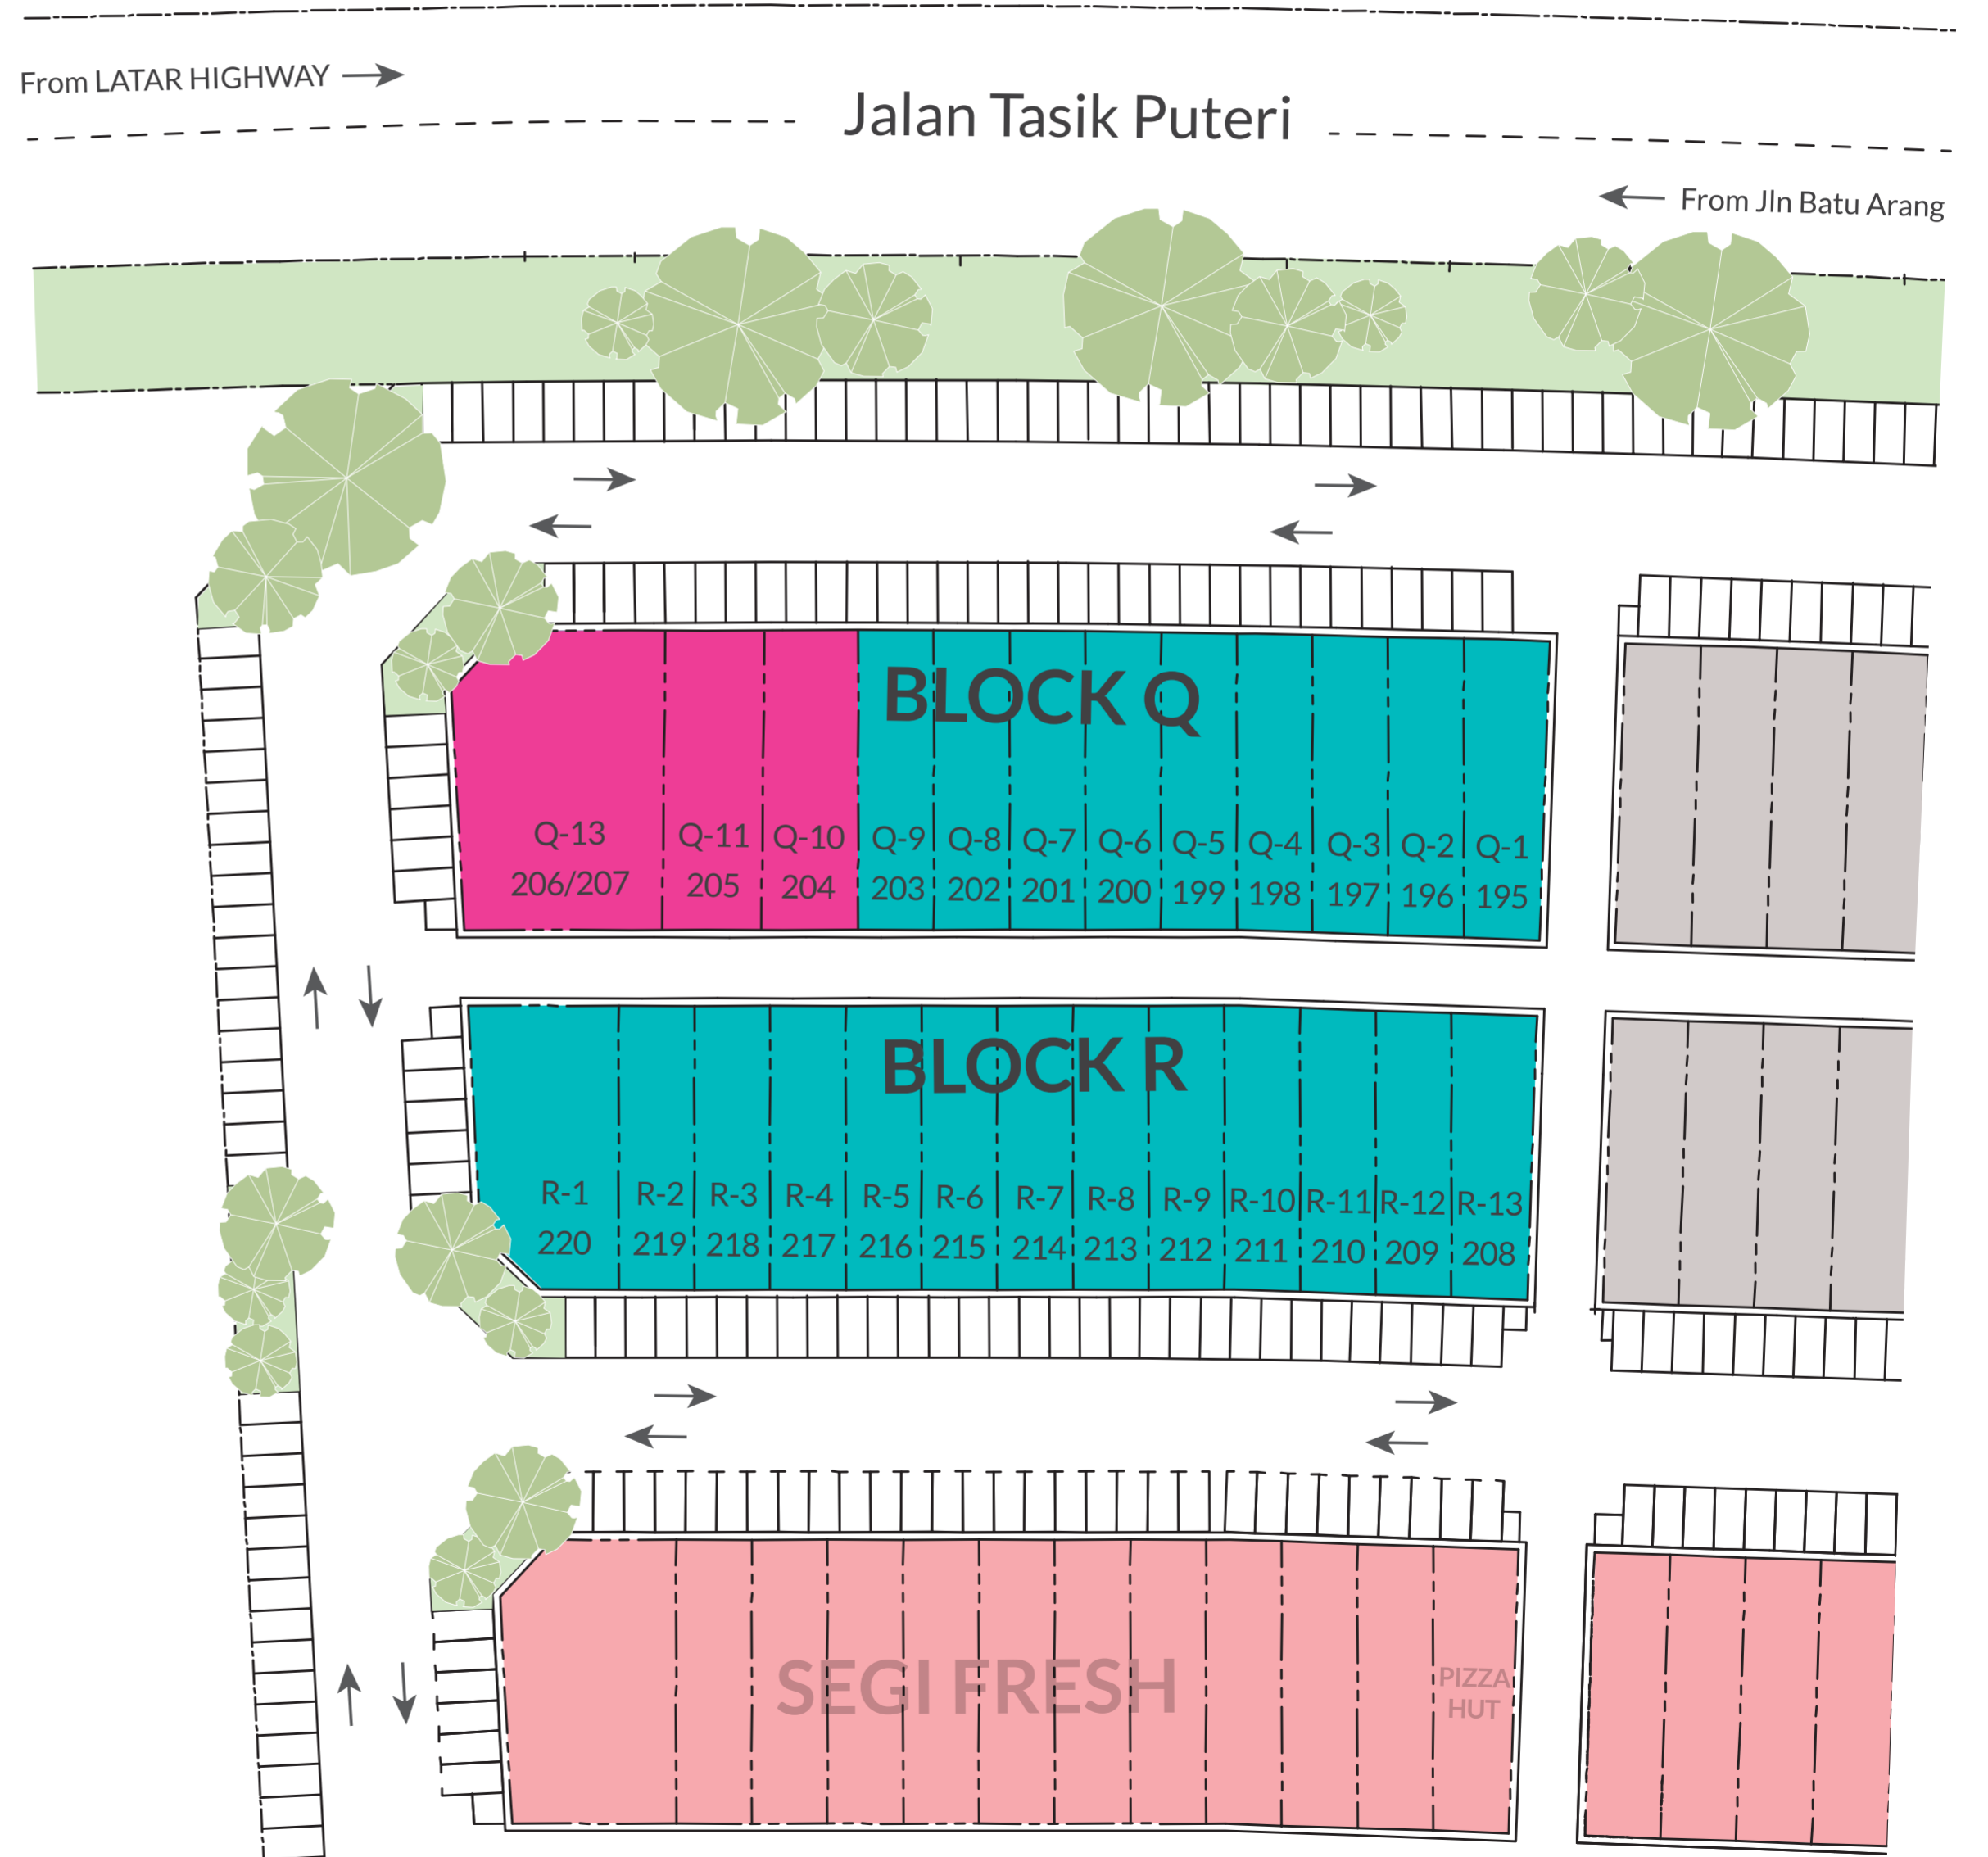 From LATAR HIGHWAY
Jalan Tasik Puteri
From Jln Batu Arang
BLOCK Q
Q-13 Q-11 Q-10 Q-9 Q-8 Q-7 Q-6 Q-5 Q-4 Q-3 Q-2 Q-1
206/207 205 204 203 202 201 200 199 198 197 196 195
BLOCK R
R-1 R-2 R-3 R-4 R-5 R-6 R-7 R-8 R-9 R-10 R-11 R-12 R-13
220 219 218 217 216 215 214 213 212 211 210 209 208
SEGI FRESH
PIZZA
HUT